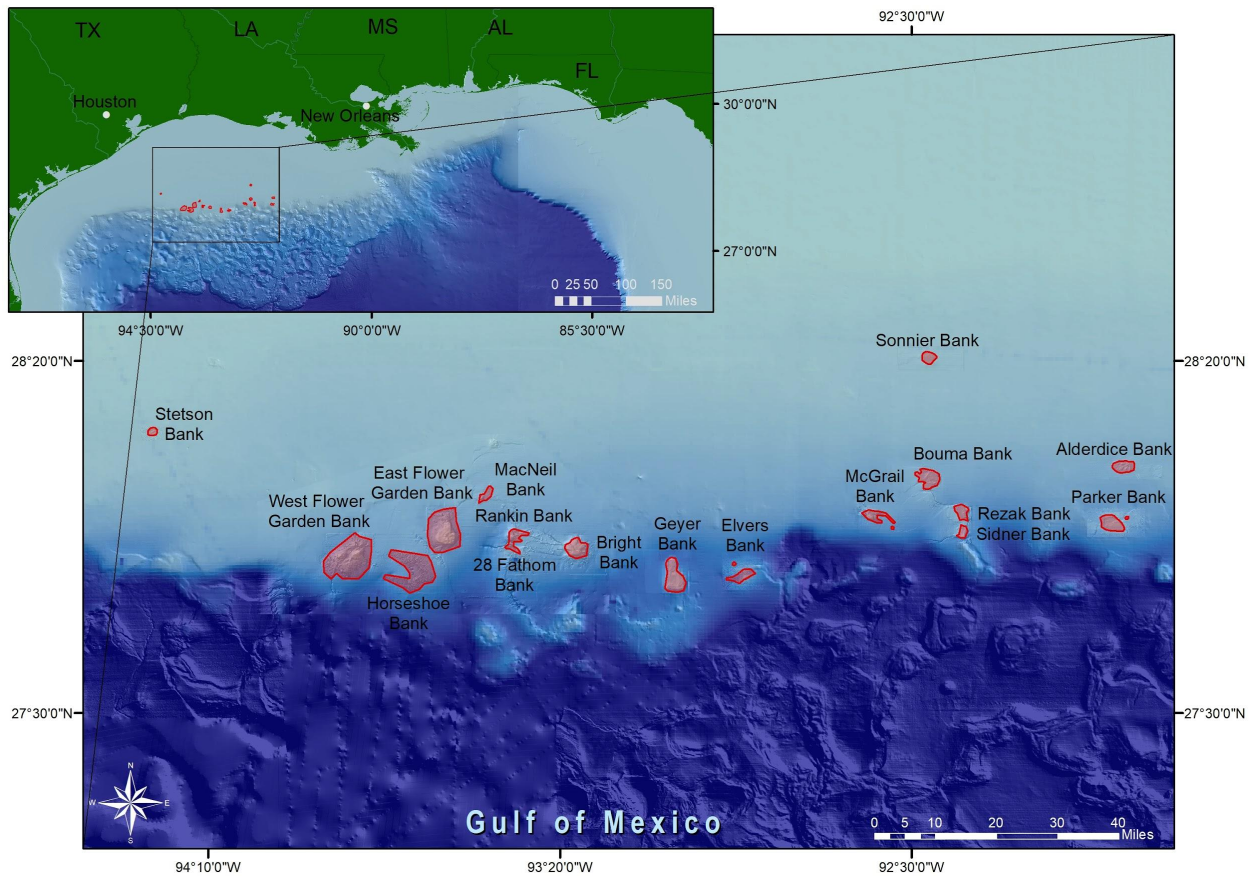 92°30'0"W
TX
LA
MS
AL
FL
Houston
New Orleans
30°0'0"N
27°0'0"N
0 25 50 100 150
Miles
94°30'0"W
90°0'0"W
85°30'0"W
28°20'0"N
28°20'0"N
Sonnier Bank
Stetson
Bank
East Flower
Garden Bank
MacNeil
Bank
West Flower
Garden Bank
Rankin Bank
28 Fathom
Bank
Bright
Bank
Horseshoe
Bank
Geyer
Bank
Elvers
Bank
McGrail
Bank
Bouma Bank
Rezak Bank
Sidner Bank
Alderdice Bank
Parker Bank
27°30'0"N
27°30'0"N
N
W
E
S
Gulf of Mexico
0 5 10 20 30 40
Miles
94°10'0"W
93°20'0"W
92°30'0"W